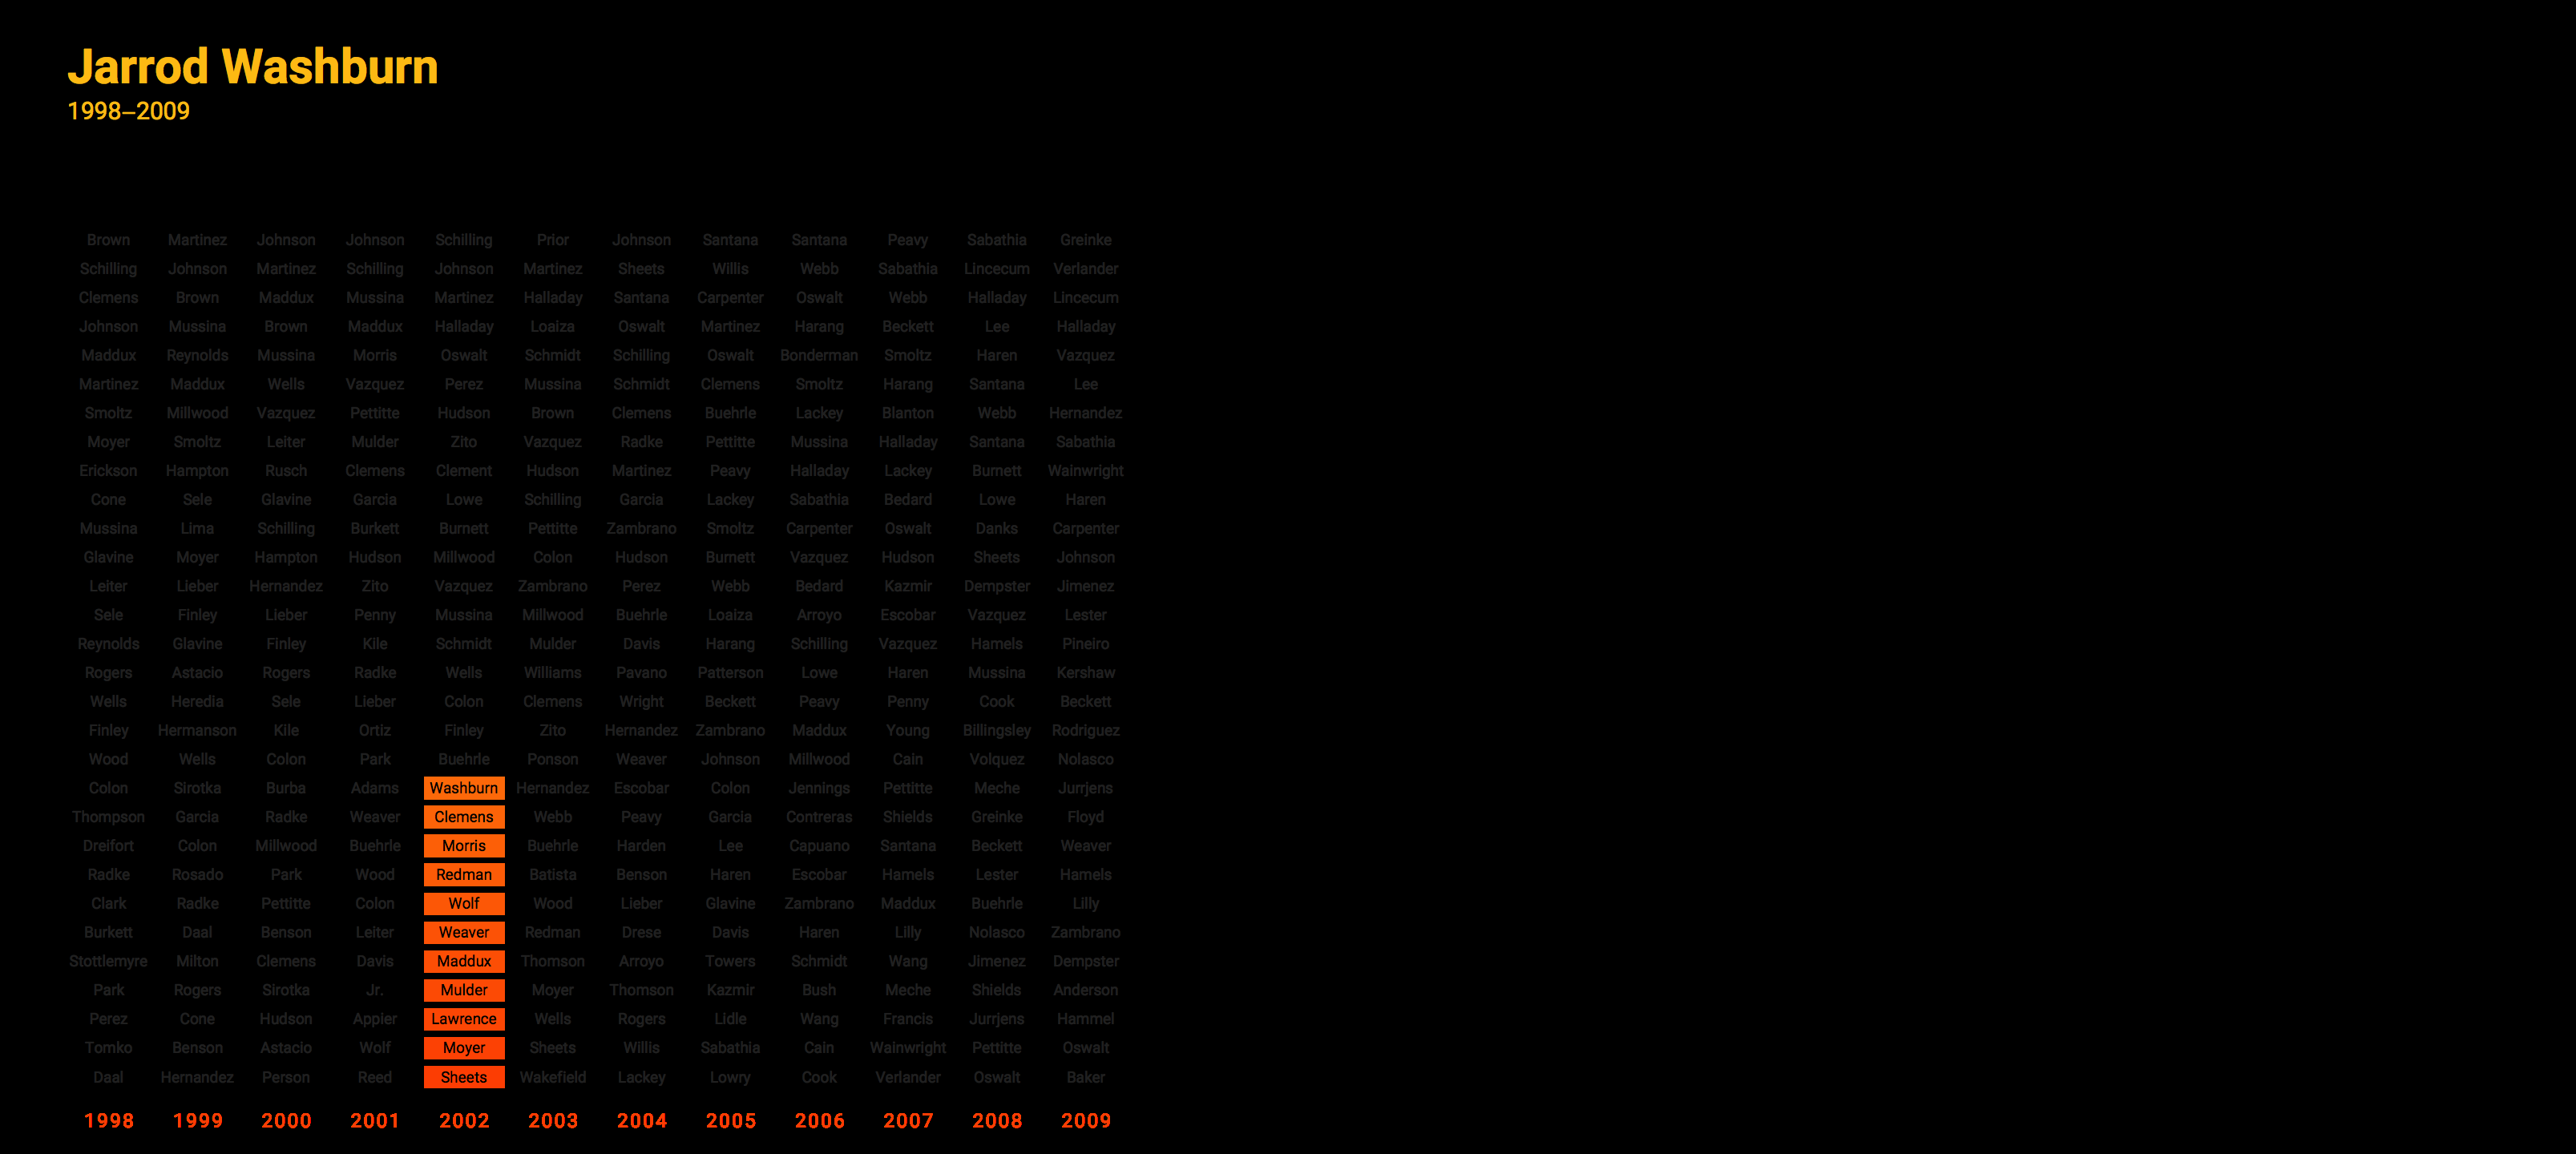 Jarrod Washburn
1998–2009
Brown Martinez Johnson Johnson Schilling Prior Johnson Santana Santana Peavy Sabathia Greinke
Schilling Johnson Martinez Schilling Johnson Martinez Sheets Willis Webb Sabathia Lincecum Verlander
Clemens Brown Maddux Mussina Martinez Halladay Santana Carpenter Oswalt Webb Halladay Lincecum
Johnson Mussina Brown Maddux Halladay Loaiza Oswalt Martinez Harang Beckett Lee Halladay
Maddux Reynolds Mussina Morris Oswalt Schmidt Schilling Oswalt Bonderman Smoltz Haren Vazquez
Martinez Maddux Wells Vazquez Perez Mussina Schmidt Clemens Smoltz Harang Santana Lee
Smoltz Millwood Vazquez Pettitte Hudson Brown Clemens Buehrle Lackey Blanton Webb Hernandez
Moyer Smoltz Leiter Mulder Zito Vazquez Radke Pettitte Mussina Halladay Santana Sabathia
Erickson Hampton Rusch Clemens Clement Hudson Martinez Peavy Halladay Lackey Burnett Wainwright
Cone Sele Glavine Garcia Lowe Schilling Garcia Lackey Sabathia Bedard Lowe Haren
Mussina Lima Schilling Burkett Burnett Pettitte Zambrano Smoltz Carpenter Oswalt Danks Carpenter
Glavine Moyer Hampton Hudson Millwood Colon Hudson Burnett Vazquez Hudson Sheets Johnson
Leiter Lieber Hernandez Zito Vazquez Zambrano Perez Webb Bedard Kazmir Dempster Jimenez
Sele Finley Lieber Penny Mussina Millwood Buehrle Loaiza Arroyo Escobar Vazquez Lester
Reynolds Glavine Finley Kile Schmidt Mulder Davis Harang Schilling Vazquez Hamels Pineiro
Rogers Astacio Rogers Radke Wells Williams Pavano Patterson Lowe Haren Mussina Kershaw
Wells Heredia Sele Lieber Colon Clemens Wright Beckett Peavy Penny Cook Beckett
Finley Hermanson Kile Ortiz Finley Zito Hernandez Zambrano Maddux Young Billingsley Rodriguez
Wood Wells Colon Park Buehrle Ponson Weaver Johnson Millwood Cain Volquez Nolasco
Colon Sirotka Burba Adams Washburn Hernandez Escobar Colon Jennings Pettitte Meche Jurrjens
Thompson Garcia Radke Weaver Clemens Webb Peavy Garcia Contreras Shields Greinke Floyd
Dreifort Colon Millwood Buehrle Morris Buehrle Harden Lee Capuano Santana Beckett Weaver
Radke Rosado Park Wood Redman Batista Benson Haren Escobar Hamels Lester Hamels
Clark Radke Pettitte Colon Wolf Wood Lieber Glavine Zambrano Maddux Buehrle Lilly
Burkett Daal Benson Leiter Weaver Redman Drese Davis Haren Lilly Nolasco Zambrano
Stottlemyre Milton Clemens Davis Maddux Thomson Arroyo Towers Schmidt Wang Jimenez Dempster
Park Rogers Sirotka Jr. Mulder Moyer Thomson Kazmir Bush Meche Shields Anderson
Perez Cone Hudson Appier Lawrence Wells Rogers Lidle Wang Francis Jurrjens Hammel
Tomko Benson Astacio Wolf Moyer Sheets Willis Sabathia Cain Wainwright Pettitte Oswalt
Daal Hernandez Person Reed Sheets Wakefield Lackey Lowry Cook Verlander Oswalt Baker
1998 1999 2000 2001 2002 2003 2004 2005 2006 2007 2008 2009